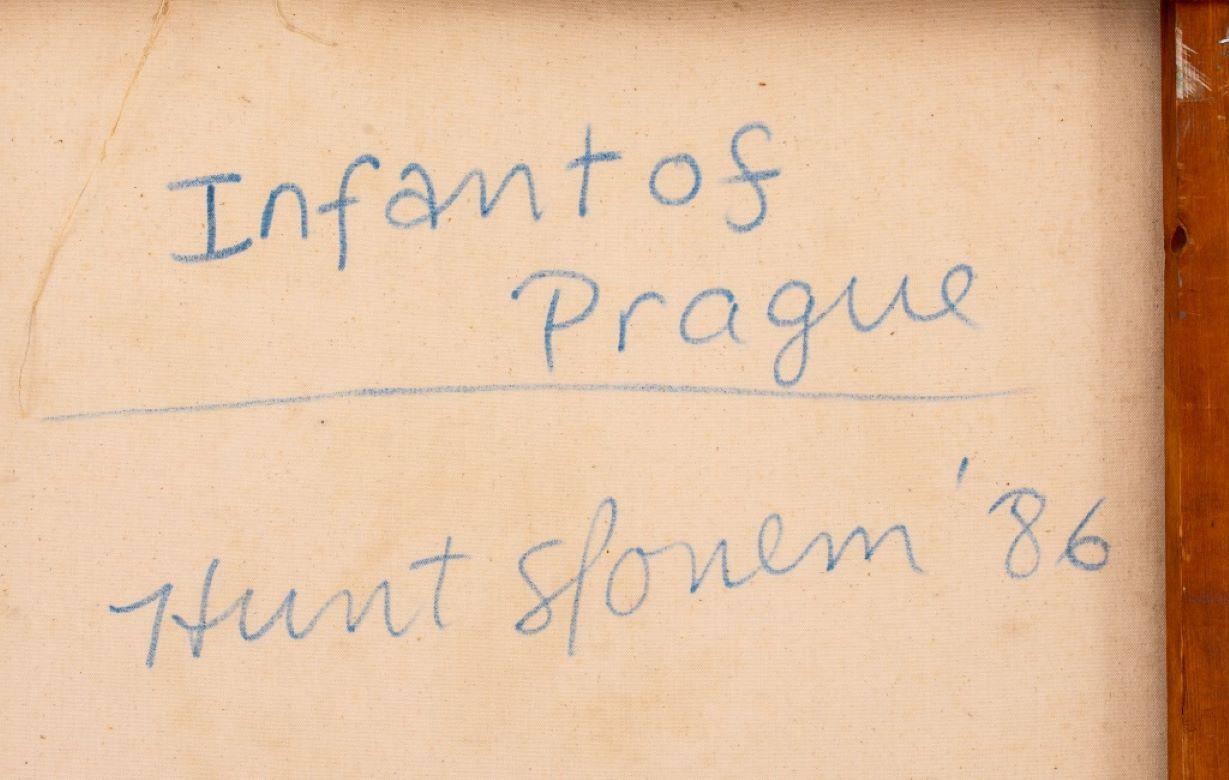 Infant of
Prague
Hunt Slonem '86